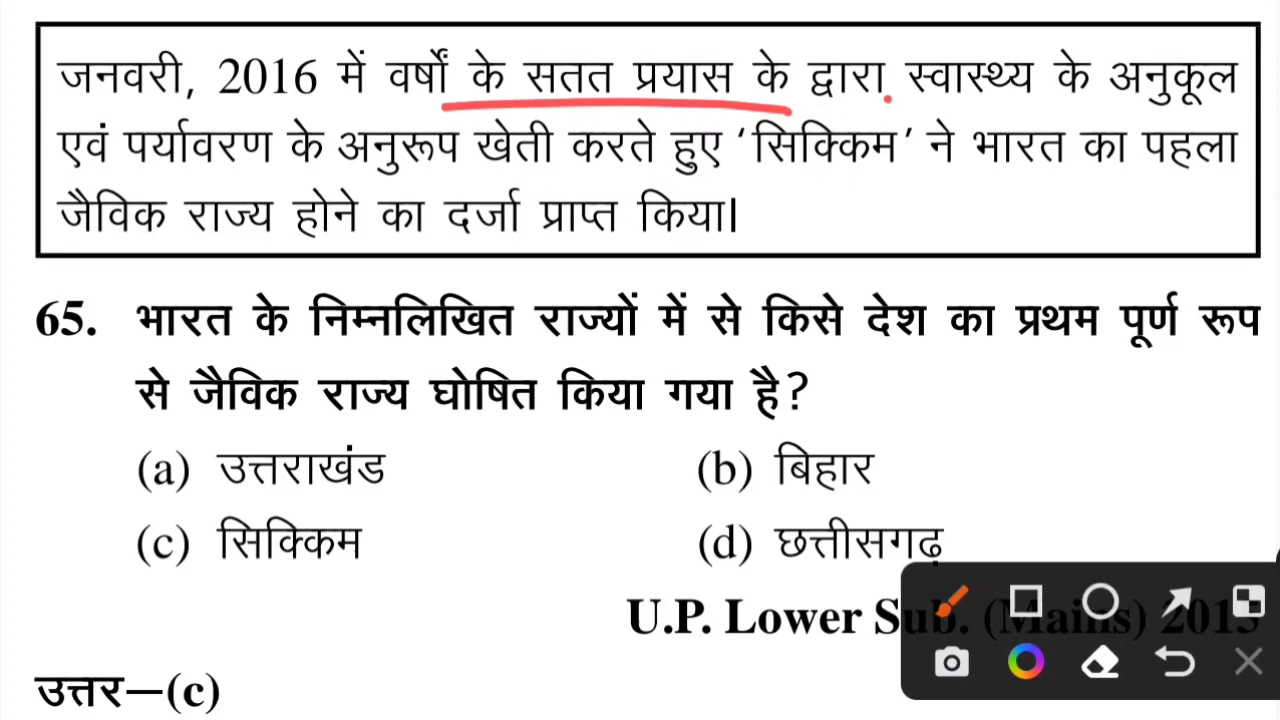 जनवरी, 2016 में वर्षों के सतत प्रयास के द्वारा स्वास्थ्य के अनुकूल
एवं पर्यावरण के अनुरूप खेती करते हुए ‘सिक्किम’ ने भारत का पहला
जैविक राज्य होने का दर्जा प्राप्त किया।
65. भारत के निम्नलिखित राज्यों में से किसे देश का प्रथम पूर्ण रूप
से जैविक राज्य घोषित किया गया है?
(a) उत्तराखंड (b) बिहार
(c) सिक्किम (d) छत्तीसगढ़
U.P. Lower Sub. (Mains) 2015
उत्तर–(c)